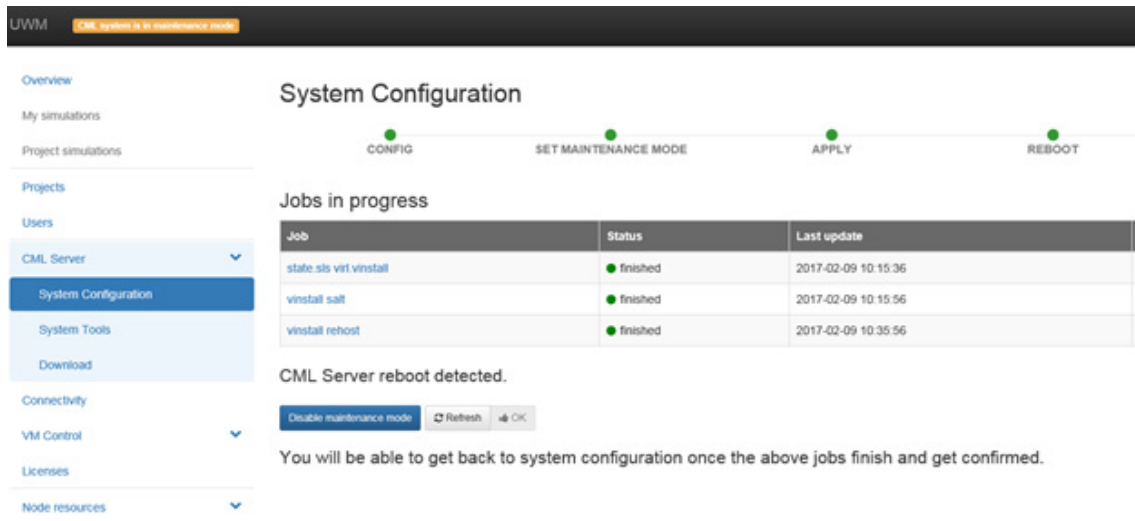 UWM CML system is in maintenance mode
Overview
My simulations
Project simulations
Projects
Users
CML Server
System Configuration
System Tools
Download
Connectivity
VM Control
Licenses
Node resources
System Configuration
CONFIG SET MAINTENANCE MODE APPLY REBOOT
Jobs in progress
Job Status Last update
state.sls virl.vinstall finished 2017-02-09 10:15:36
vinstall salt finished 2017-02-09 10:15:56
vinstall rehost finished 2017-02-09 10:35:56
CML Server reboot detected.
Disable maintenance mode Refresh OK
You will be able to get back to system configuration once the above jobs finish and get confirmed.